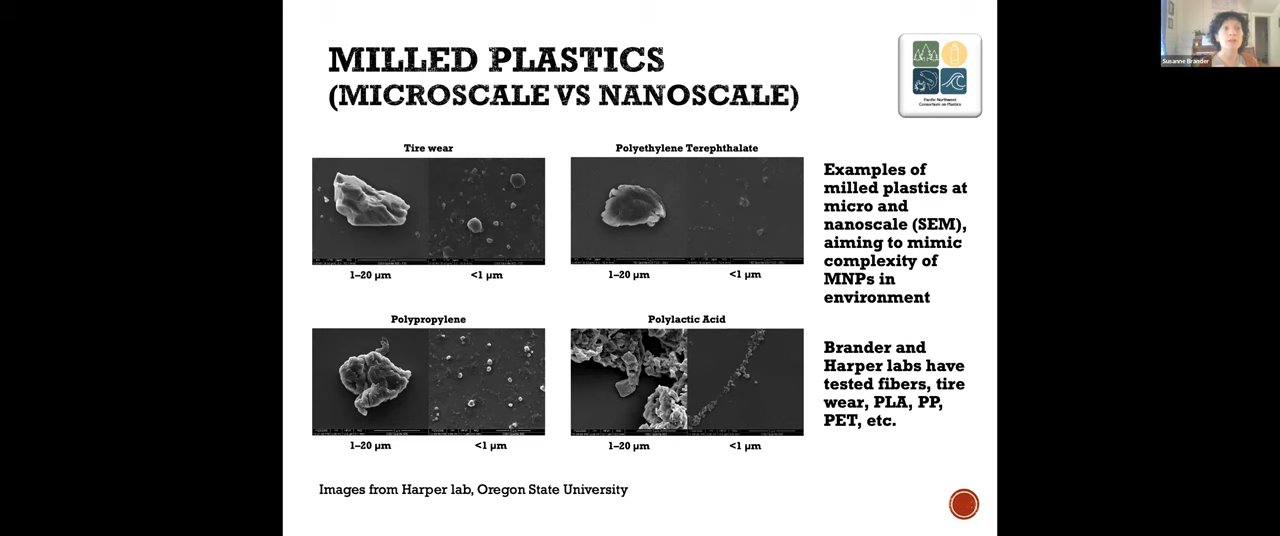 MILLED PLASTICS
(MICROSCALE VS NANOSCALE)
Pacific Northwest
Consortium on Plastics
Susanne Brander
Tire wear
1–20 µm
<1 µm
Polyethylene Terephthalate
1–20 µm
<1 µm
Polypropylene
1–20 µm
<1 µm
Polylactic Acid
1–20 µm
<1 µm
Examples of
milled plastics at
micro and
nanoscale (SEM),
aiming to mimic
complexity of
MNPs in
environment
Brander and
Harper labs have
tested fibers, tire
wear, PLA, PP,
PET, etc.
Images from Harper lab, Oregon State University